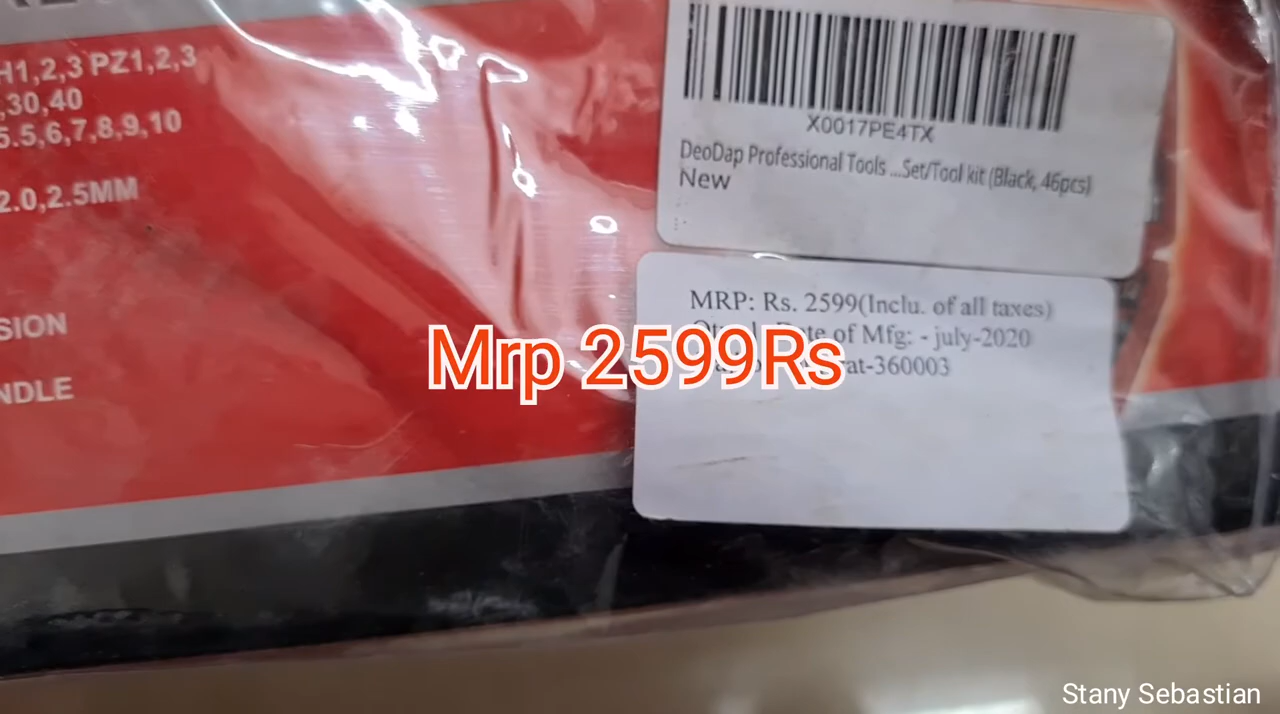 H1,2,3 PZ1,2,3
,30,40
5.5,6,7,8,9,10
2.0,2.5MM
SION
NDLE
X0017PE4TX
DeoDap Professional Tools ...Set/Tool kit (Black, 46pcs)
New
MRP: Rs. 2599(Inclu. of all taxes)
Date of Mfg: - july-2020
rat-360003
Mrp 2599Rs
Stany Sebastian